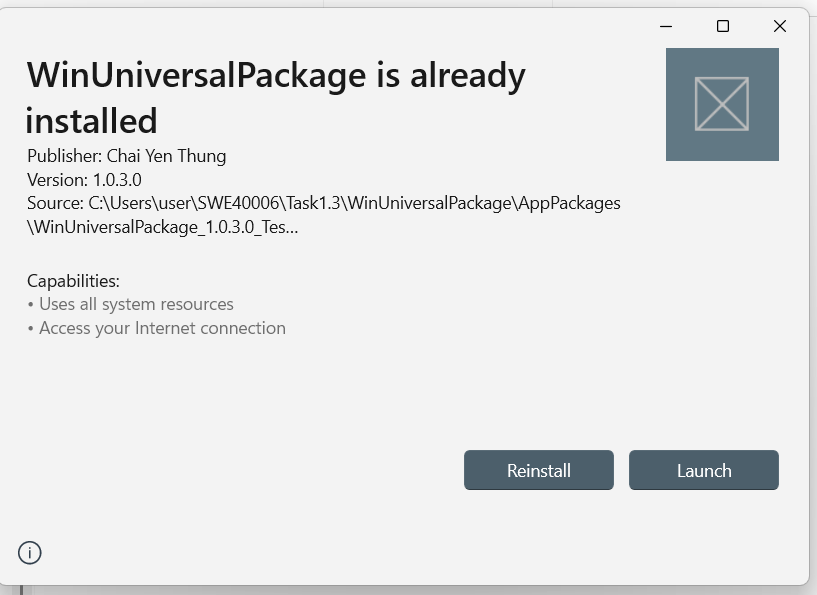 WinUniversalPackage is already
installed
Publisher: Chai Yen Thung
Version: 1.0.3.0
Source: C:\Users\user\SWE40006\Task1.3\WinUniversalPackage\AppPackages
\WinUniversalPackage_1.0.3.0_Tes...
Capabilities:
• Uses all system resources
• Access your Internet connection
Reinstall
Launch